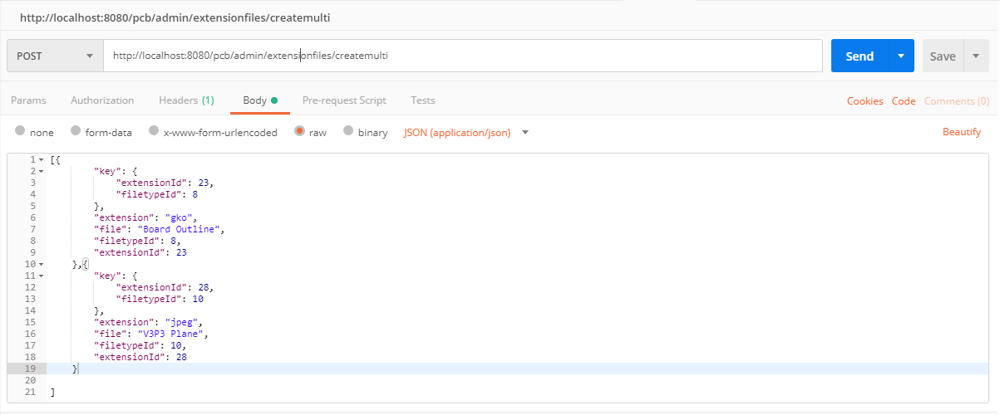 http://localhost:8080/pcb/admin/extensionfiles/createmulti
POST http://localhost:8080/pcb/admin/extensionfiles/createmulti Send Save
Params Authorization Headers (1) Body Pre-request Script Tests Cookies Code Comments (0)
none form-data x-www-form-urlencoded raw binary JSON (application/json) Beautify
1 [{
2 "key": {
3 "extensionId": 23,
4 "filetypeId": 8
5 },
6 "extension": "gko",
7 "file": "Board Outline",
8 "filetypeId": 8,
9 "extensionId": 23
10 },{
11 "key": {
12 "extensionId": 28,
13 "filetypeId": 10
14 },
15 "extension": "jpeg",
16 "file": "V3P3 Plane",
17 "filetypeId": 10,
18 "extensionId": 28
19 }
20
21 ]